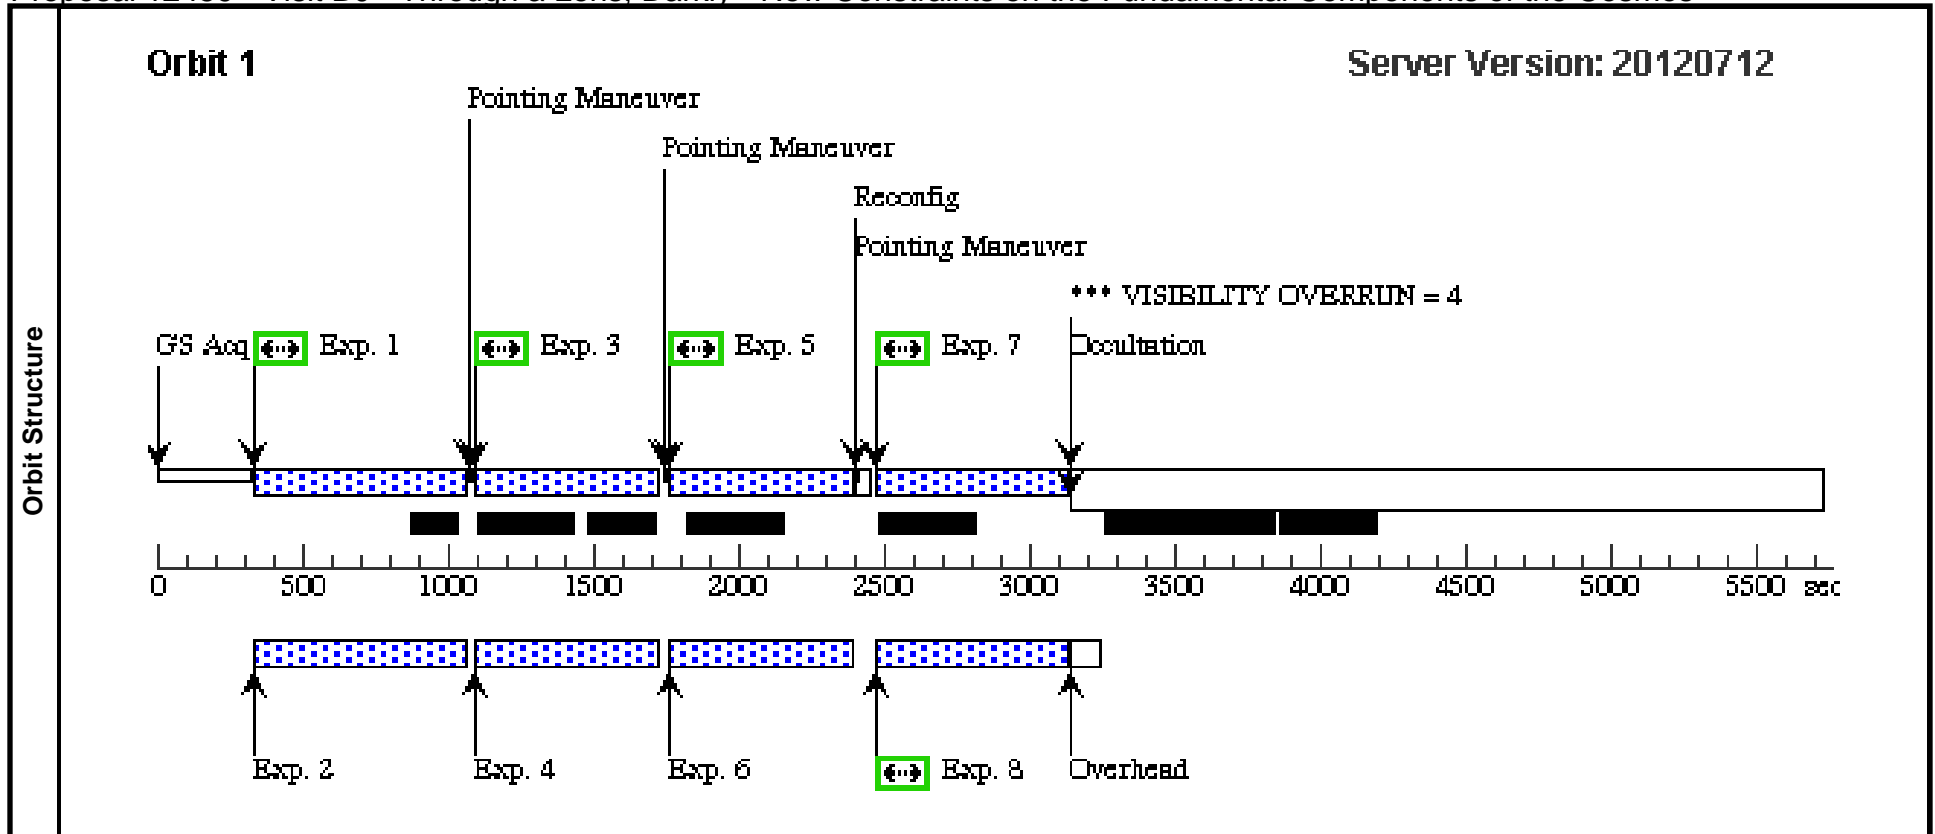 Orbit 1
Server Version: 20120712
Pointing Maneuver
Pointing Maneuver
Reconfig
Pointing Maneuver
*** VISIBILITY OVERRUN = 4
GS Acq
Exp. 1
Exp. 3
Exp. 5
Exp. 7
Occultation
Orbit Structure
0 500 1000 1500 2000 2500 3000 3500 4000 4500 5000 5500 sec
Exp. 2
Exp. 4
Exp. 6
Exp. 8
Overhead